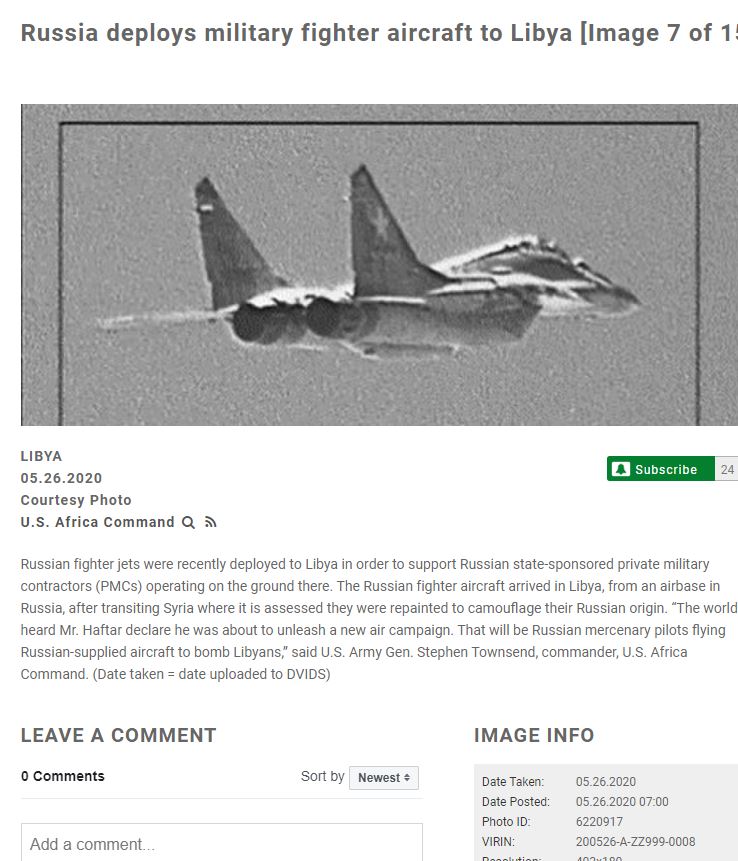 Russia deploys military fighter aircraft to Libya [Image 7 of 15
LIBYA
05.26.2020
Courtesy Photo
U.S. Africa Command
Subscribe 24
Russian fighter jets were recently deployed to Libya in order to support Russian state-sponsored private military
contractors (PMCs) operating on the ground there. The Russian fighter aircraft arrived in Libya, from an airbase in
Russia, after transiting Syria where it is assessed they were repainted to camouflage their Russian origin. “The world
heard Mr. Haftar declare he was about to unleash a new air campaign. That will be Russian mercenary pilots flying
Russian-supplied aircraft to bomb Libyans,” said U.S. Army Gen. Stephen Townsend, commander, U.S. Africa
Command. (Date taken = date uploaded to DVIDS)
LEAVE A COMMENT
0 Comments
Sort by Newest
Add a comment...
IMAGE INFO
Date Taken: 05.26.2020
Date Posted: 05.26.2020 07:00
Photo ID: 6220917
VIRIN: 200526-A-ZZ999-0008